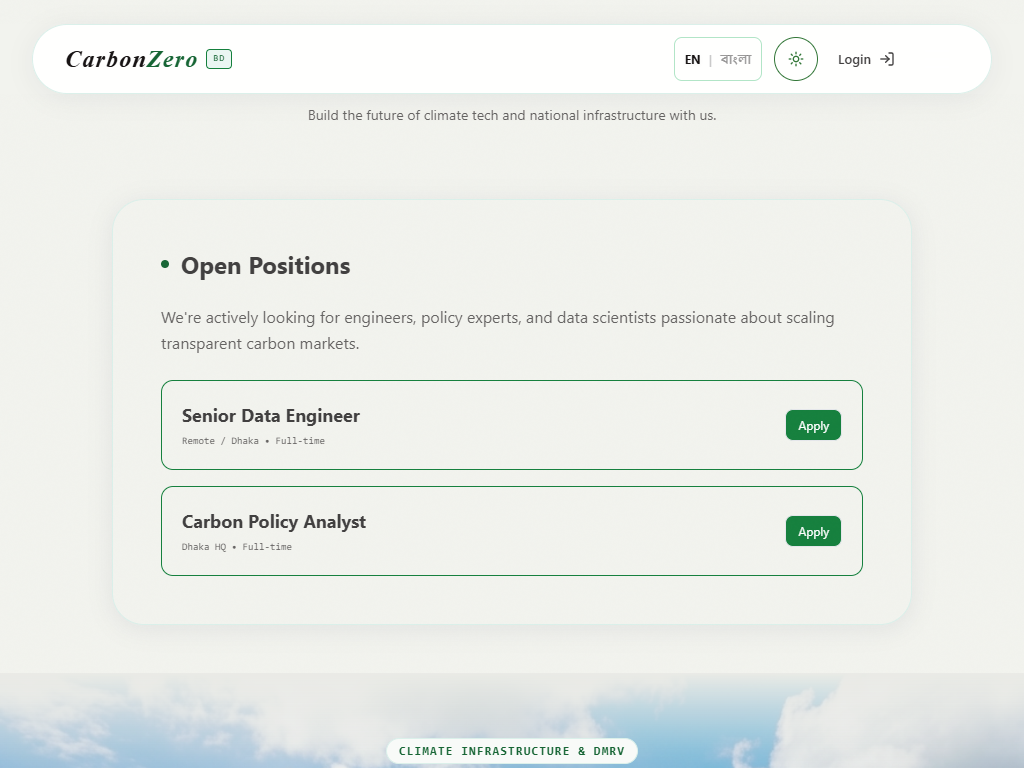 CarbonZero BD
EN | বাংলা
Login
Build the future of climate tech and national infrastructure with us.
Open Positions
We're actively looking for engineers, policy experts, and data scientists passionate about scaling
transparent carbon markets.
Senior Data Engineer
Remote / Dhaka • Full-time
Apply
Carbon Policy Analyst
Dhaka HQ • Full-time
Apply
CLIMATE INFRASTRUCTURE & DMRV